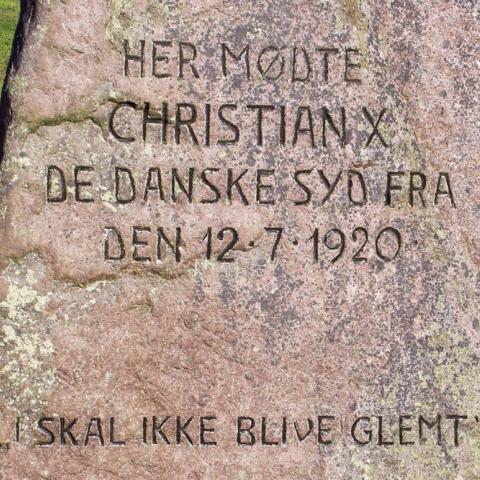 HER MØDTE
CHRISTIAN X
DE DANSKE SYD FRA
DEN 12·7·1920
„I SKAL IKKE BLIVE GLEMT"